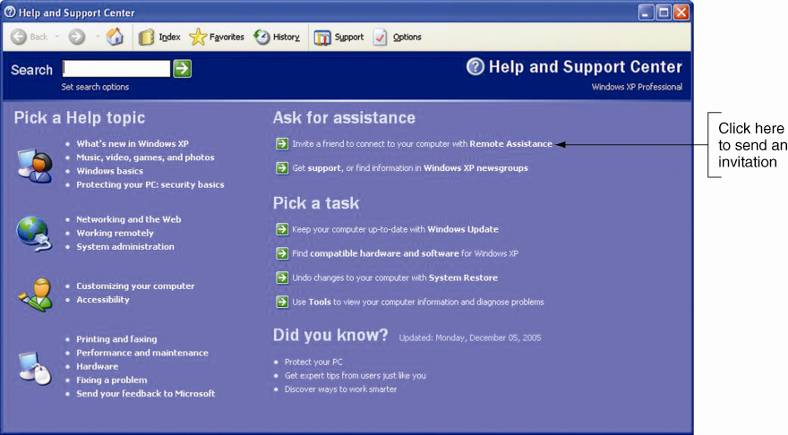 Help and Support Center
Back
Index
Favorites
History
Support
Options
Search
Set search options
Help and Support Center
Windows XP Professional
Pick a Help topic
What's new in Windows XP
Music, video, games, and photos
Windows basics
Protecting your PC: security basics
Networking and the Web
Working remotely
System administration
Customizing your computer
Accessibility
Printing and faxing
Performance and maintenance
Hardware
Fixing a problem
Send your feedback to Microsoft
Ask for assistance
Invite a friend to connect to your computer with Remote Assistance
Get support, or find information in Windows XP newsgroups
Pick a task
Keep your computer up-to-date with Windows Update
Find compatible hardware and software for Windows XP
Undo changes to your computer with System Restore
Use Tools to view your computer information and diagnose problems
Did you know? Updated: Monday, December 05, 2005
Protect your PC
Get expert tips from users just like you
Discover ways to work smarter
Click here
to send an
invitation